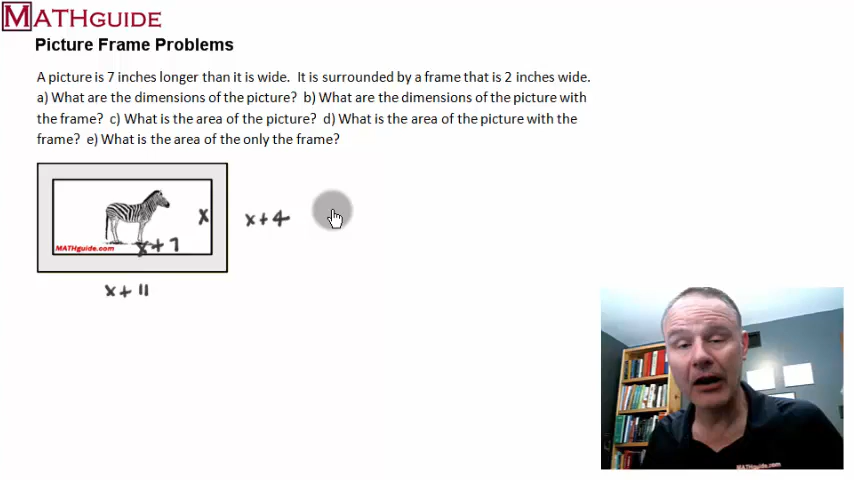 MATHGUIDE
Picture Frame Problems
A picture is 7 inches longer than it is wide. It is surrounded by a frame that is 2 inches wide.
a) What are the dimensions of the picture? b) What are the dimensions of the picture with
the frame? c) What is the area of the picture? d) What is the area of the picture with the
frame? e) What is the area of the only the frame?
x
x + 4
x + 7
MATHguide.com
x + 11
MATHguide.com